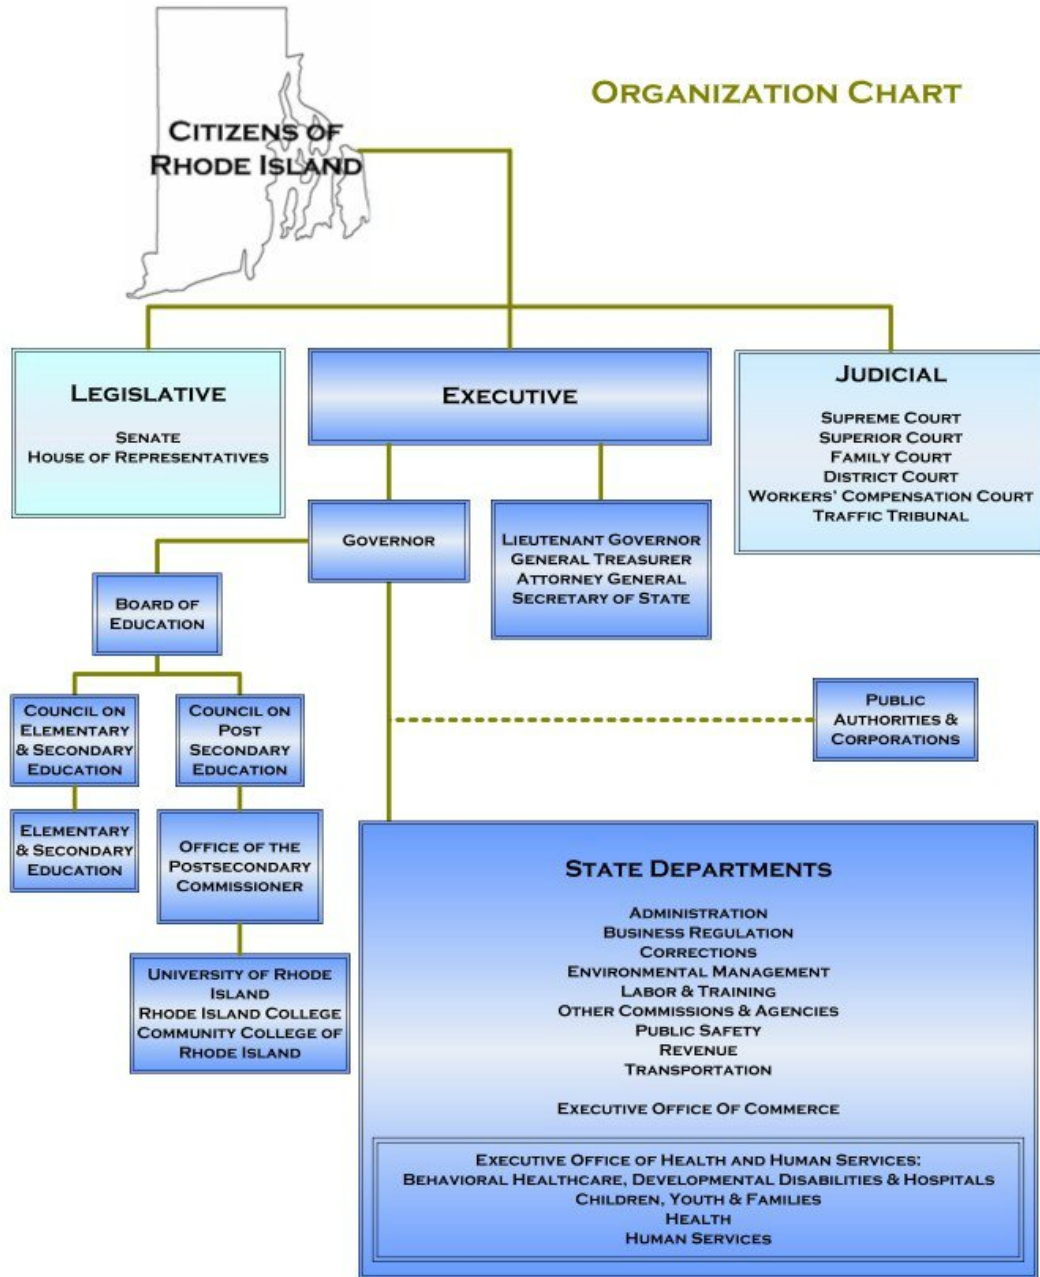 ORGANIZATION CHART
CITIZENS OF
RHODE ISLAND
LEGISLATIVE
SENATE
HOUSE OF REPRESENTATIVES
EXECUTIVE
JUDICIAL
SUPREME COURT
SUPERIOR COURT
FAMILY COURT
DISTRICT COURT
WORKERS' COMPENSATION COURT
TRAFFIC TRIBUNAL
GOVERNOR
LIEUTENANT GOVERNOR
GENERAL TREASURER
ATTORNEY GENERAL
SECRETARY OF STATE
BOARD OF
EDUCATION
COUNCIL ON
ELEMENTARY
& SECONDARY
EDUCATION
COUNCIL ON
POST
SECONDARY
EDUCATION
PUBLIC
AUTHORITIES &
CORPORATIONS
ELEMENTARY
& SECONDARY
EDUCATION
OFFICE OF THE
POSTSECONDARY
COMMISSIONER
UNIVERSITY OF RHODE
ISLAND
RHODE ISLAND COLLEGE
COMMUNITY COLLEGE OF
RHODE ISLAND
STATE DEPARTMENTS
ADMINISTRATION
BUSINESS REGULATION
CORRECTIONS
ENVIRONMENTAL MANAGEMENT
LABOR & TRAINING
OTHER COMMISSIONS & AGENCIES
PUBLIC SAFETY
REVENUE
TRANSPORTATION
EXECUTIVE OFFICE OF COMMERCE
EXECUTIVE OFFICE OF HEALTH AND HUMAN SERVICES:
BEHAVIORAL HEALTHCARE, DEVELOPMENTAL DISABILITIES & HOSPITALS
CHILDREN, YOUTH & FAMILIES
HEALTH
HUMAN SERVICES